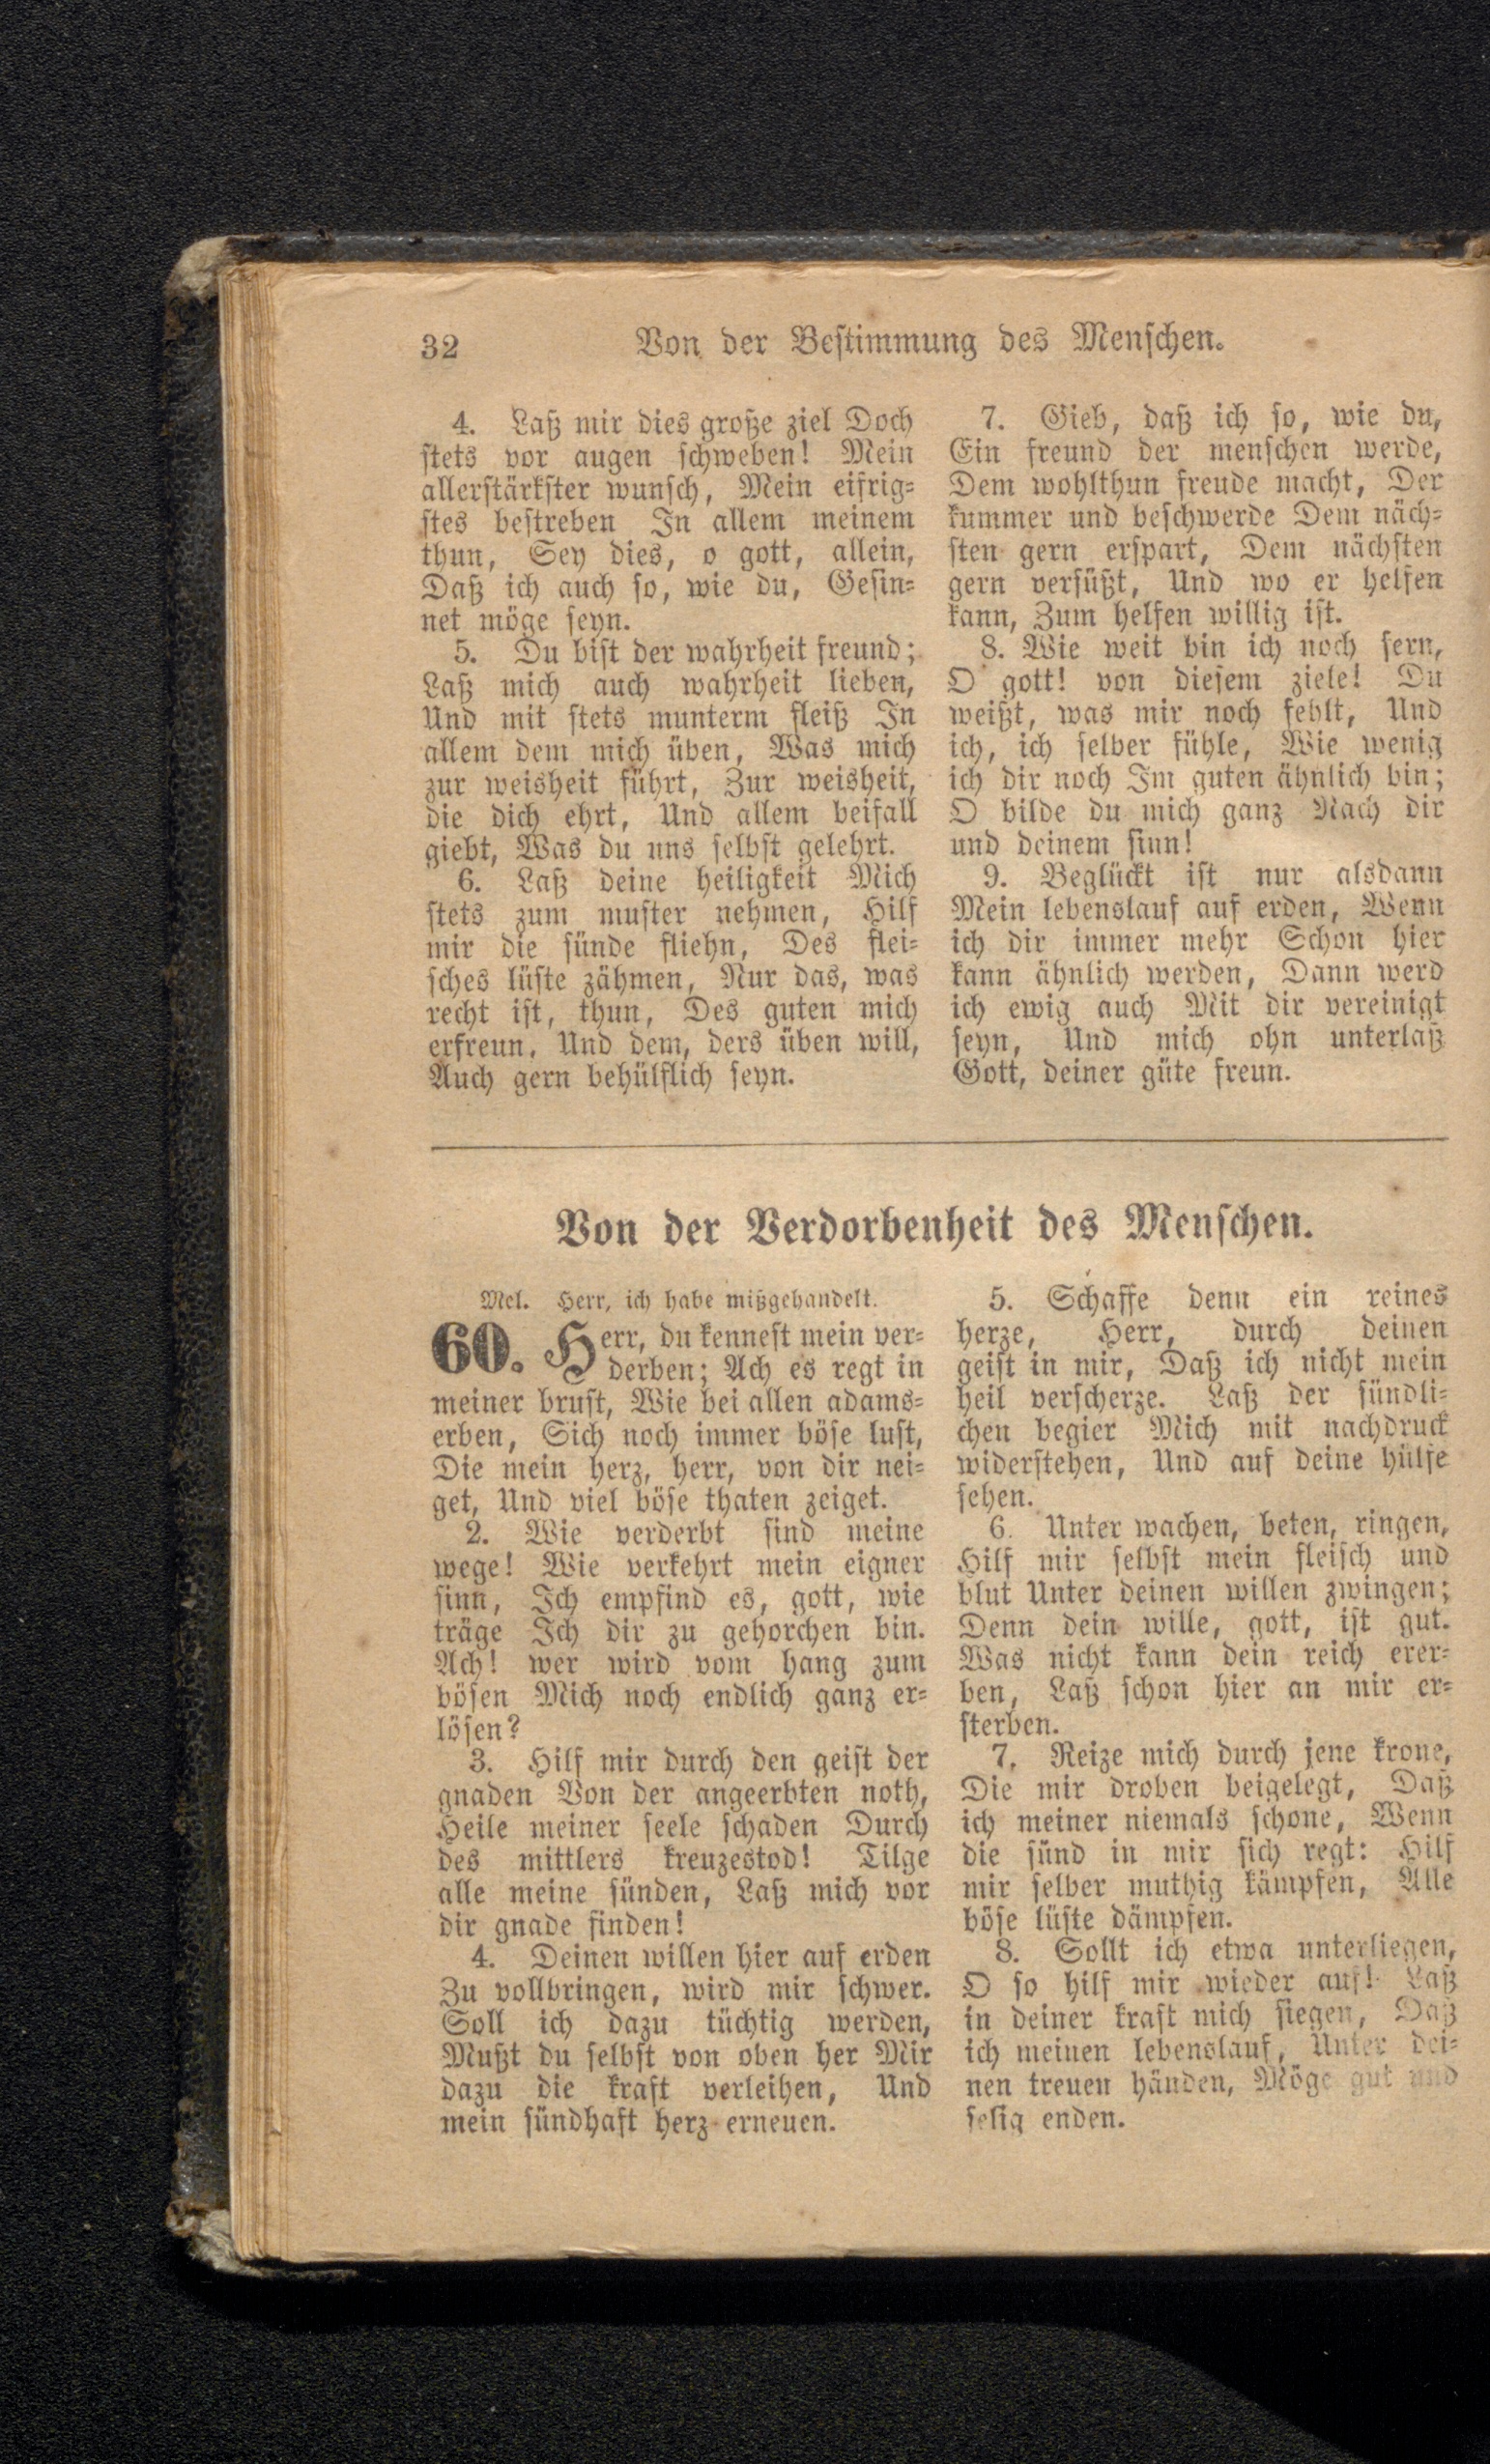 32 Von der Bestimmung des Menschen.
4. Laß mir dies große ziel Doch
stets vor augen schweben! Mein
allerstärkster wunsch, Mein eifrig-
stes bestreben In allem meinem
thun, Sey dies, o gott, allein,
Daß ich auch so, wie du, Gesin-
net möge seyn.
5. Du bist der wahrheit freund;
Laß mich auch wahrheit lieben,
Und mit stets munterm fleiß In
allem dem mich üben, Was mich
zur weisheit führt, Zur weisheit,
die dich ehrt, Und allem beifall
giebt, Was du uns selbst gelehrt.
6. Laß deine heiligkeit Mich
stets zum muster nehmen, Hilf
mir die sünde fliehn, Des flei-
sches lüste zähmen, Nur das, was
recht ist, thun, Des guten mich
erfreun, Und dem, ders üben will,
Auch gern behülflich seyn.
7. Gieb, daß ich so, wie du,
Ein freund der menschen werde,
Dem wohlthun freude macht, Der
kummer und beschwerde Dem näch-
sten gern erspart, Dem nächsten
gern versüßt, Und wo er helfen
kann, Zum helfen willig ist.
8. Wie weit bin ich noch fern,
O gott! von diesem ziele! Du
weißt, was mir noch fehlt, Und
ich, ich selber fühle, Wie wenig
ich dir noch Im guten ähnlich bin;
O bilde du mich ganz Nach dir
und deinem sinn!
9. Beglückt ist nur alsdann
Mein lebenslauf auf erden, Wenn
ich dir immer mehr Schon hier
kann ähnlich werden, Dann werd
ich ewig auch Mit dir vereinigt
seyn, Und mich ohn unterlaß
Gott, deiner güte freun.
Von der Verdorbenheit des Menschen.
Mel. Herr, ich habe mißgehandelt.
60. Herr, du kennest mein ver-
derben; Ach es regt in
meiner brust, Wie bei allen adams-
erben, Sich noch immer böse lust,
Die mein herz, herr, von dir nei-
get, Und viel böse thaten zeiget.
2. Wie verderbt sind meine
wege! Wie verkehrt mein eigner
sinn, Ich empfind es, gott, wie
träge Ich dir zu gehorchen bin.
Ach! wer wird vom hang zum
bösen Mich noch endlich ganz er-
lösen?
3. Hilf mir durch den geist der
gnaden Von der angeerbten noth,
Heile meiner seele schaden Durch
des mittlers kreuzestod! Tilge
alle meine sünden, Laß mich vor
dir gnade finden!
4. Deinen willen hier auf erden
Zu vollbringen, wird mir schwer.
Soll ich dazu tüchtig werden,
Mußt du selbst von oben her Mir
dazu die kraft verleihen, Und
mein sündhaft herz erneuen.
5. Schaffe denn ein reines
herze, Herr, durch deinen
geist in mir, Daß ich nicht mein
heil verscherze. Laß der sündli-
chen begier Mich mit nachdruck
widerstehen, Und auf deine hülfe
sehen.
6. Unter wachen, beten, ringen,
Hilf mir selbst mein fleisch und
blut Unter deinen willen zwingen;
Denn dein wille, gott, ist gut.
Was nicht kann dein reich erer-
ben, Laß schon hier an mir er-
sterben.
7. Reize mich durch jene krone,
Die mir droben beigelegt, Daß
ich meiner niemals schone, Wenn
die sünd in mir sich regt: Hilf
mir selber muthig kämpfen, Alle
böse lüste dämpfen.
8. Sollt ich etwa unterliegen,
O so hilf mir wieder auf! Laß
in deiner kraft mich siegen, Daß
ich meinen lebenslauf, Unter dei-
nen treuen händen, Möge gut und
selig enden.